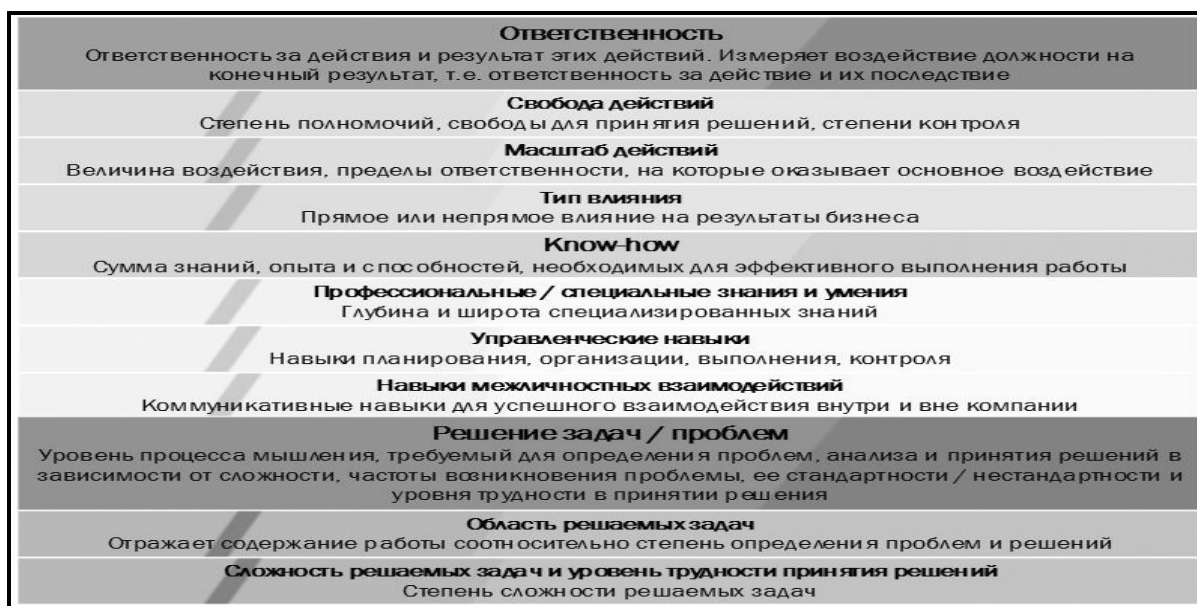 Ответственность
Ответственность за действия и результат этих действий. Измеряет воздействие должности на
конечный результат, т.е. ответственность за действие и их последствие
Свобода действий
Степень полномочий, свободы для принятия решений, степени контроля
Масштаб действий
Величина воздействия, пределы ответственности, на которые оказывает основное воздействие
Тип влияния
Прямое или непрямое влияние на результаты бизнеса
Know-how
Сумма знаний, опыта и способностей, необходимых для эффективного выполнения работы
Профессиональные / специальные знания и умения
Глубина и широта специализированных знаний
Управленческие навыки
Навыки планирования, организации, выполнения, контроля
Навыки межличностных взаимодействий
Коммуникативные навыки для успешного взаимодействия внутри и вне компании
Решение задач / проблем
Уровень процесса мышления, требуемый для определения проблем, анализа и принятия решений в
зависимости от сложности, частоты возникновения проблемы, ее стандартности / нестандартности и
уровня трудности в принятии решения
Область решаемых задач
Отражает содержание работы соотносительно степень определения проблем и решений
Сложность решаемых задач и уровень трудности принятия решений
Степень сложности решаемых задач